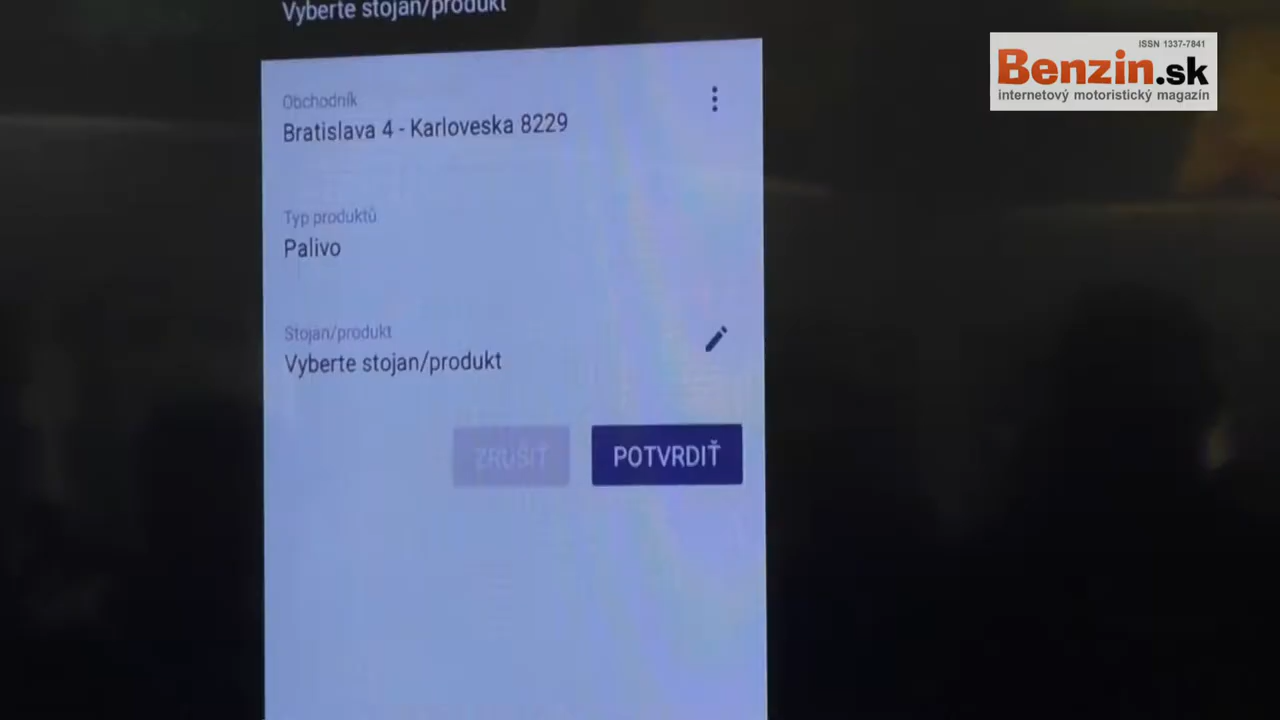 Vyberte stojan/produkt
ISSN 1337-7841
Benzin.sk
internetový motoristický magazín
Obchodník
Bratislava 4 - Karloveska 8229
Typ produktů
Palivo
Stojan/produkt
Vyberte stojan/produkt
ZRUŠIŤ
POTVRDIŤ